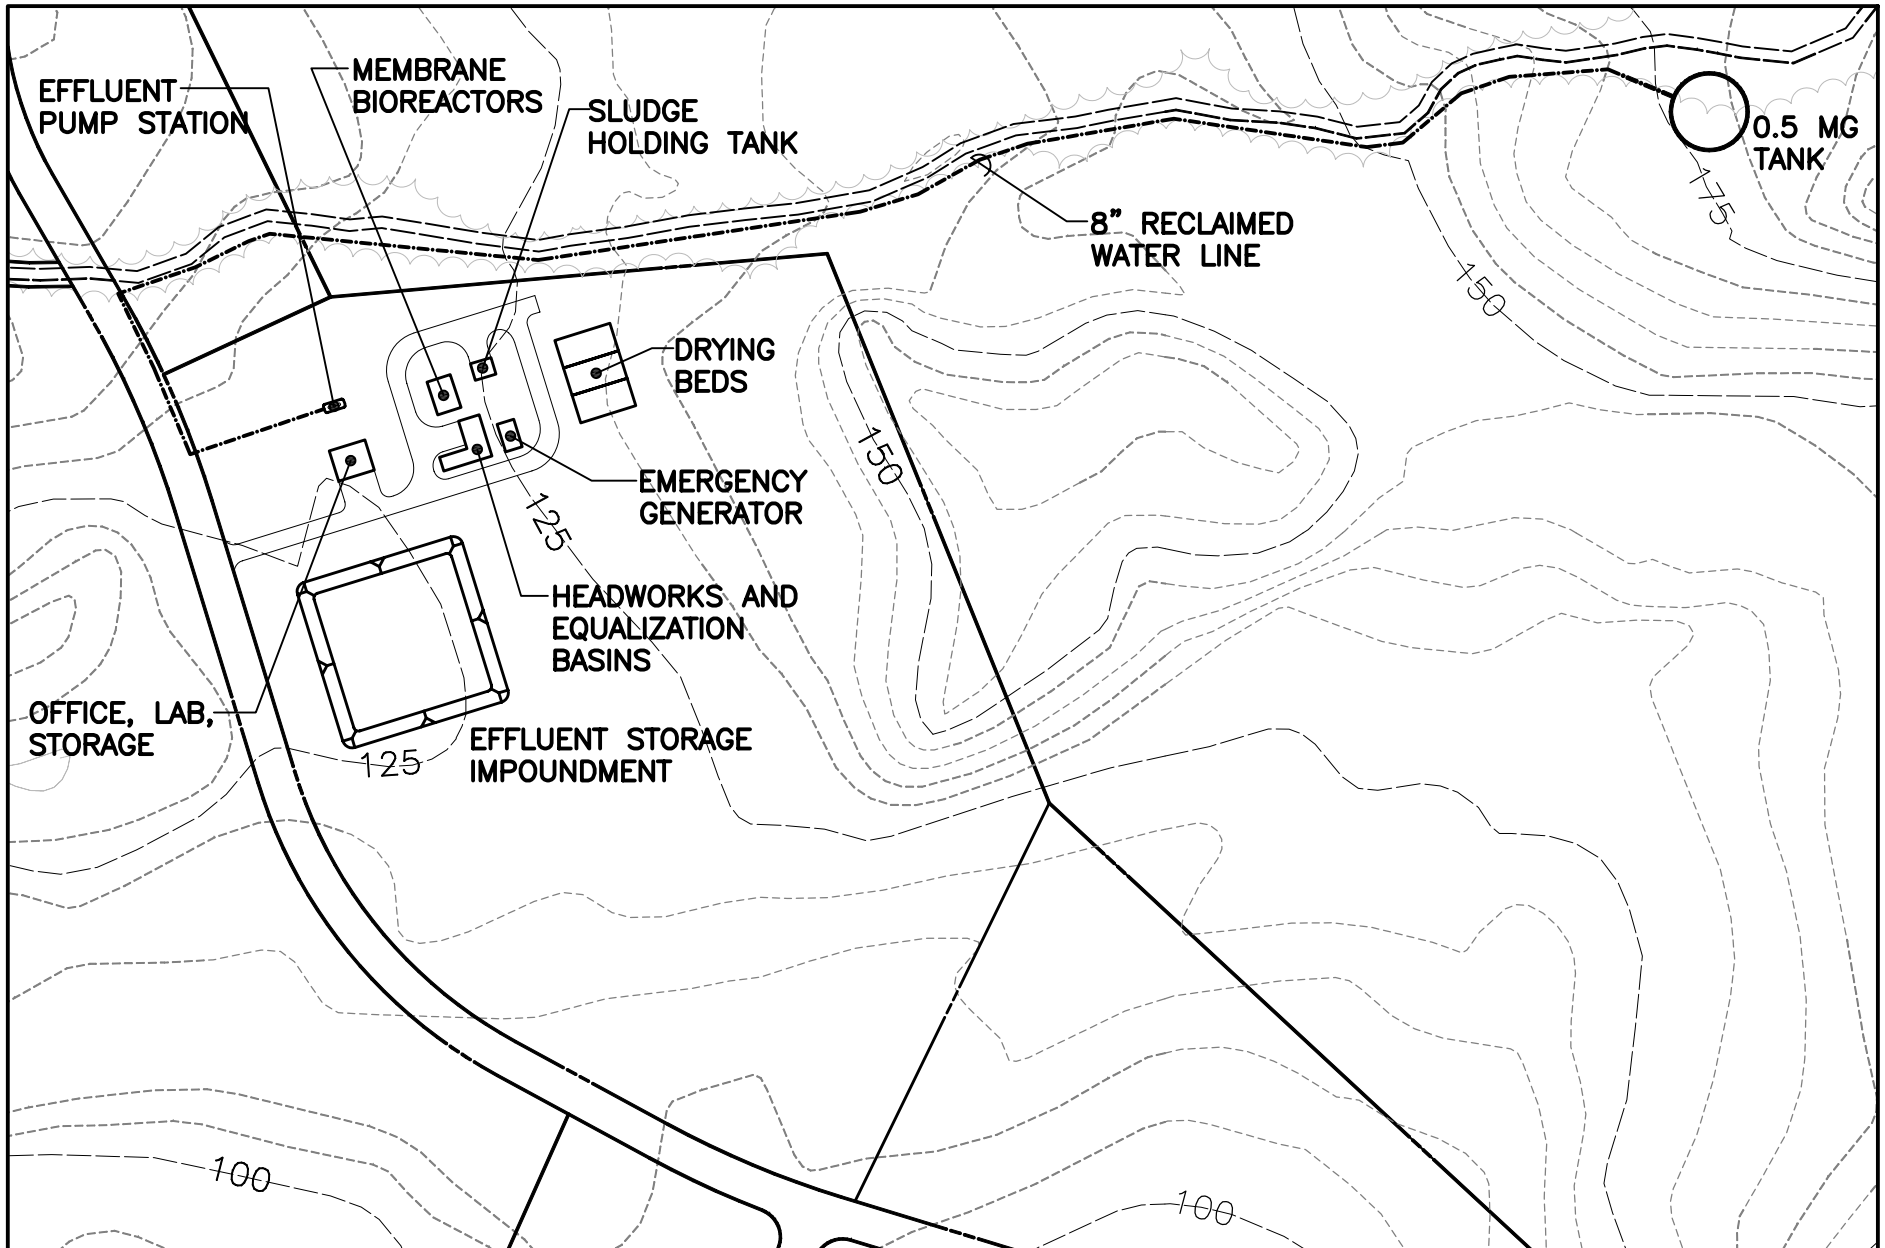 EFFLUENT
PUMP STATION
MEMBRANE
BIOREACTORS
SLUDGE
HOLDING TANK
0.5 MG
TANK
175
8” RECLAIMED
WATER LINE
150
DRYING
BEDS
150
EMERGENCY
GENERATOR
125
HEADWORKS AND
EQUALIZATION
BASINS
OFFICE, LAB,
STORAGE
125
EFFLUENT STORAGE
IMPOUNDMENT
100
100